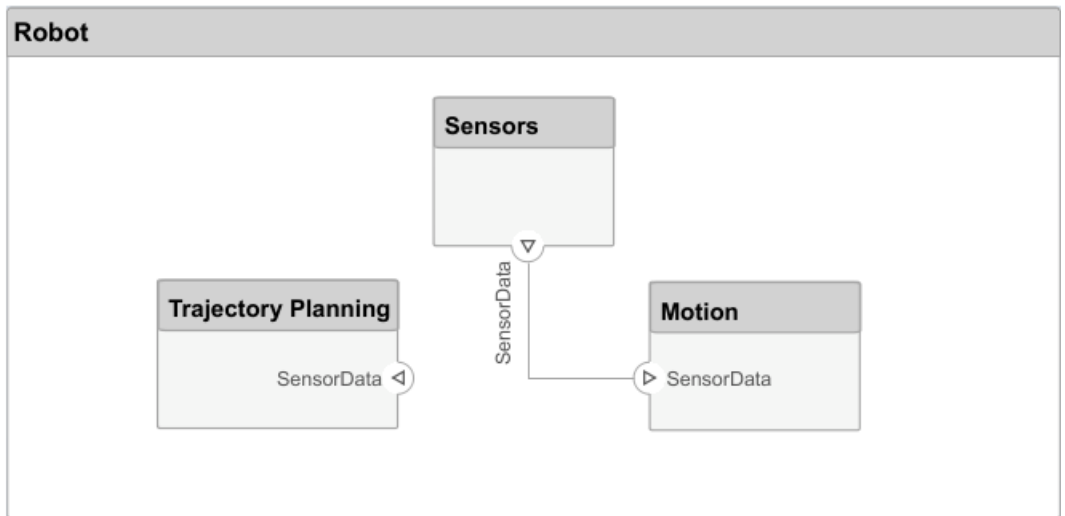 Robot
Sensors
SensorData
Trajectory Planning
SensorData
Motion
SensorData